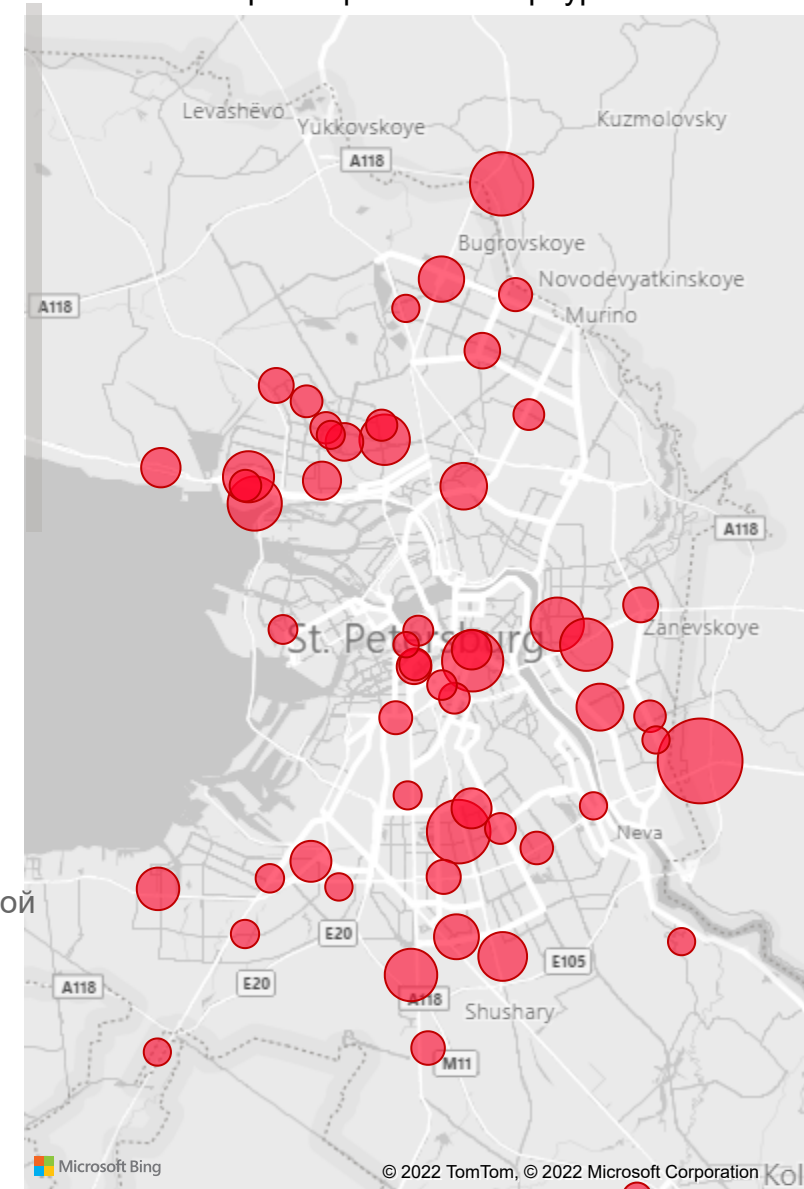 Levashëvo
Yukkovskoye
Kuzmolovsky
A118
Bugrovskoye
Novodevyatkinskoye
A118
Murino
A118
St. Petersburg
Zanevskoye
Neva
ой
E20
E105
E20
A118
A118
Shushary
M11
Microsoft Bing
© 2022 TomTom, © 2022 Microsoft Corporation
Kol